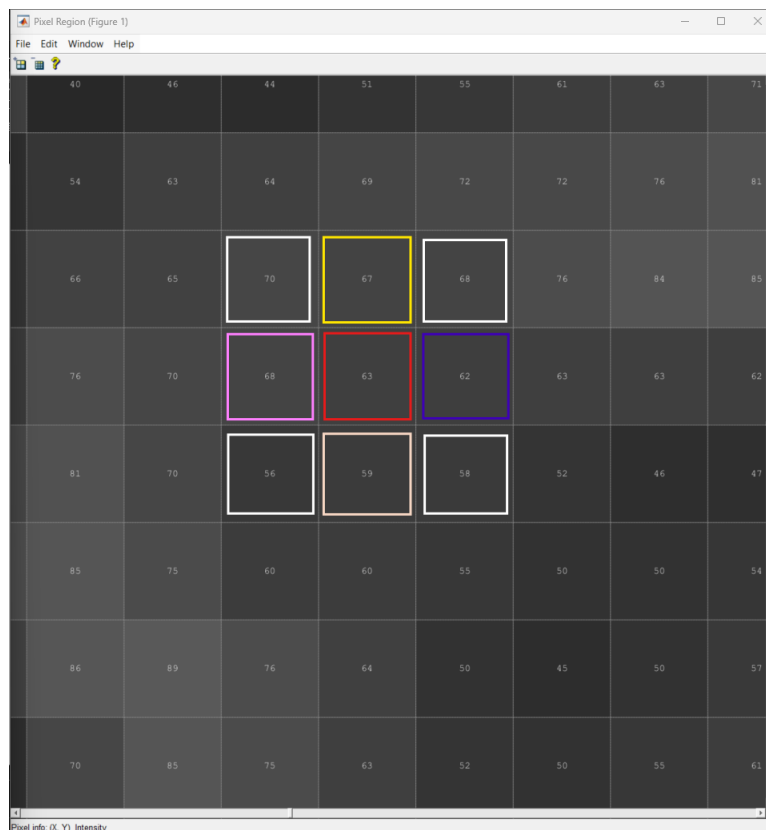 Pixel Region (Figure 1)
File Edit Window Help
40 46 44 51 55 61 63 71
54 63 64 69 72 72 76 81
66 65 70 67 68 76 84 85
76 70 68 63 62 63 63 62
81 70 56 59 58 52 46 47
85 75 60 60 55 50 50 54
86 89 76 64 50 45 50 57
70 85 75 63 52 50 55 61
Pixel info: (X, Y) Intensity